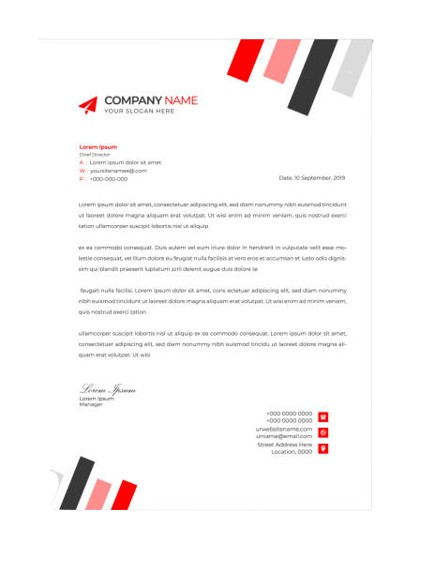 COMPANY NAME
YOUR SLOGAN HERE
Lorem Ipsum
Chief Director
A : Lorem ipsum dolor sit amet
W : yoursitenamee@.com
P : +000-000-000
Data, 10 September, 2019
Lorem ipsum dolor sit amet, consectetuer adipiscing elit, sed diam nonummy nibh euismod tincidunt
ut laoreet dolore magna aliquam erat volutpat. Ut wisi enim ad minim veniam, quis nostrud exerci
tation ullamcorper suscipit lobortis nisl ut aliquip
ex ea commodo consequat. Duis autem vel eum iriure dolor in hendrerit in vulputate velit esse mo-
lestie consequat, vel illum dolore eu feugiat nulla facilisis at vero eros et accumsan et iusto odio dignis-
sim qui blandit praesent luptatum zzril delenit augue duis dolore te
feugait nulla facilisi. Lorem ipsum dolor sit amet, cons ectetuer adipiscing elit, sed diam nonummy
nibh euismod tincidunt ut laoreet dolore magna aliquam erat volutpat. Ut wisi enim ad minim veniam,
quis nostrud exerci tation
ullamcorper suscipit lobortis nisl ut aliquip ex ea commodo consequat. Lorem ipsum dolor sit amet,
consectetuer adipiscing elit, sed diam nonummy nibh euismod tincidunt ut laoreet dolore magna ali-
quam erat volutpat. Ut wisi
Lorem Ipsum
Lorem Ipsum
Manager
+000 0000 0000
+000 0000 0000
urwebsitename.com
urname@email.com
Street Address Here
Location, 0000